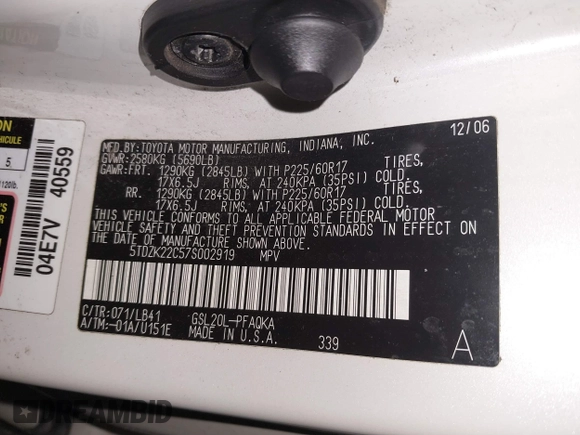 MFD.BY:TOYOTA MOTOR MANUFACTURING, INDIANA, INC. 12/06
GVWR:2580KG (5690LB)
GAWR:FRT. 1290KG (2845LB) WITH P225/60R17 TIRES,
17X6.5J RIMS, AT 240KPA (35PSI) COLD.
RR. 1290KG (2845LB) WITH P225/60R17 TIRES,
17X6.5J RIMS, AT 240KPA (35PSI) COLD.
THIS VEHICLE CONFORMS TO ALL APPLICABLE FEDERAL MOTOR
VEHICLE SAFETY AND THEFT PREVENTION STANDARDS IN EFFECT
ON THE DATE OF MANUFACTURE SHOWN ABOVE.
5TDZK22C57S002919 MPV
C/TR:071/LB41 GSL20L-PFAQKA
A/TM:-01A/U151E MADE IN U.S.A. 339
A
04E7V 40559
5
DREAMBID